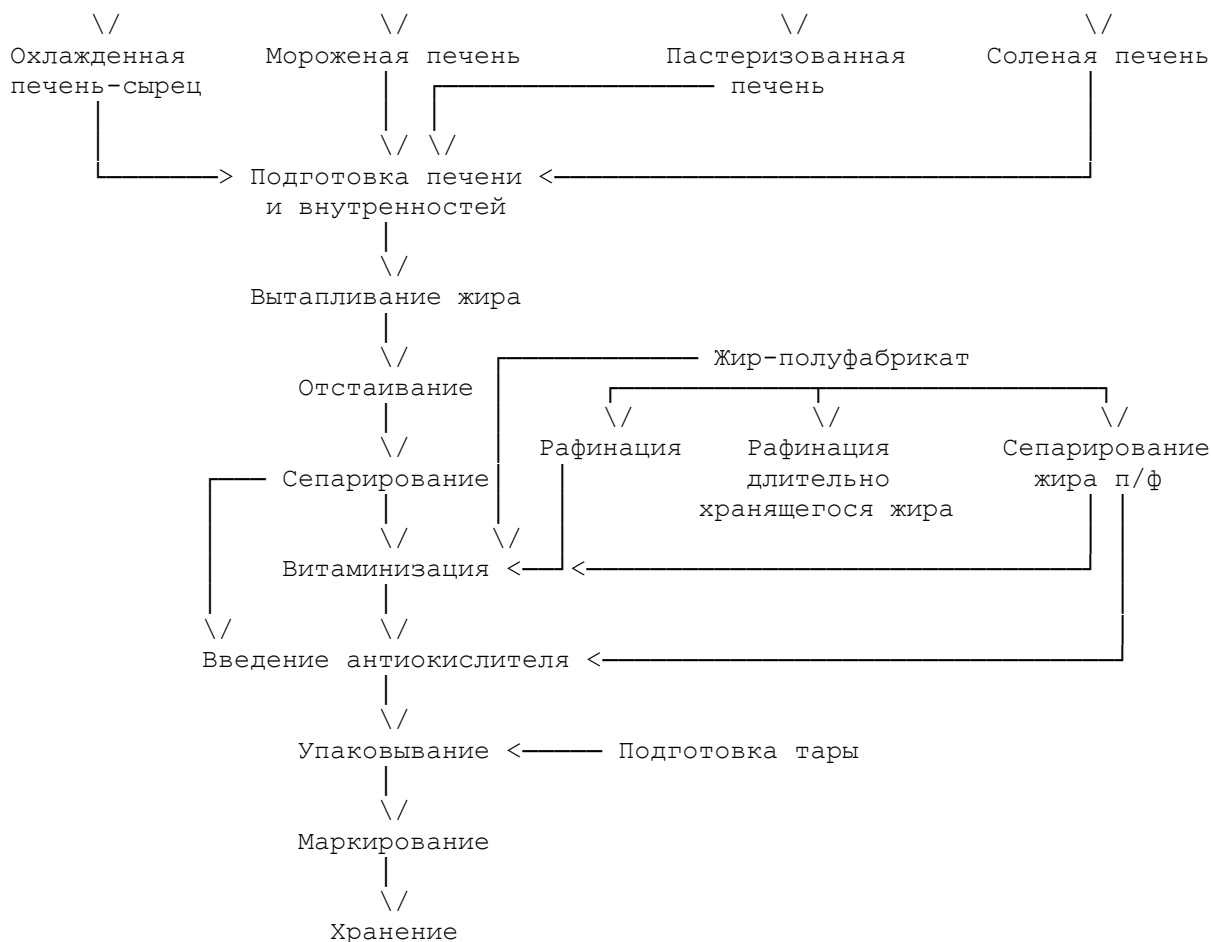 Охлажденная Мороженая печень Пастеризованная Соленая печень
печень-сырец печень
Подготовка печени
и внутренностей
Вытапливание жира
Жир-полуфабрикат
Отстаивание
Рафинация Рафинация Сепарирование
Сепарирование длительно жира п/ф
хранящегося жира
Витаминизация
Введение антиокислителя
Упаковывание Подготовка тары
Маркирование
Хранение